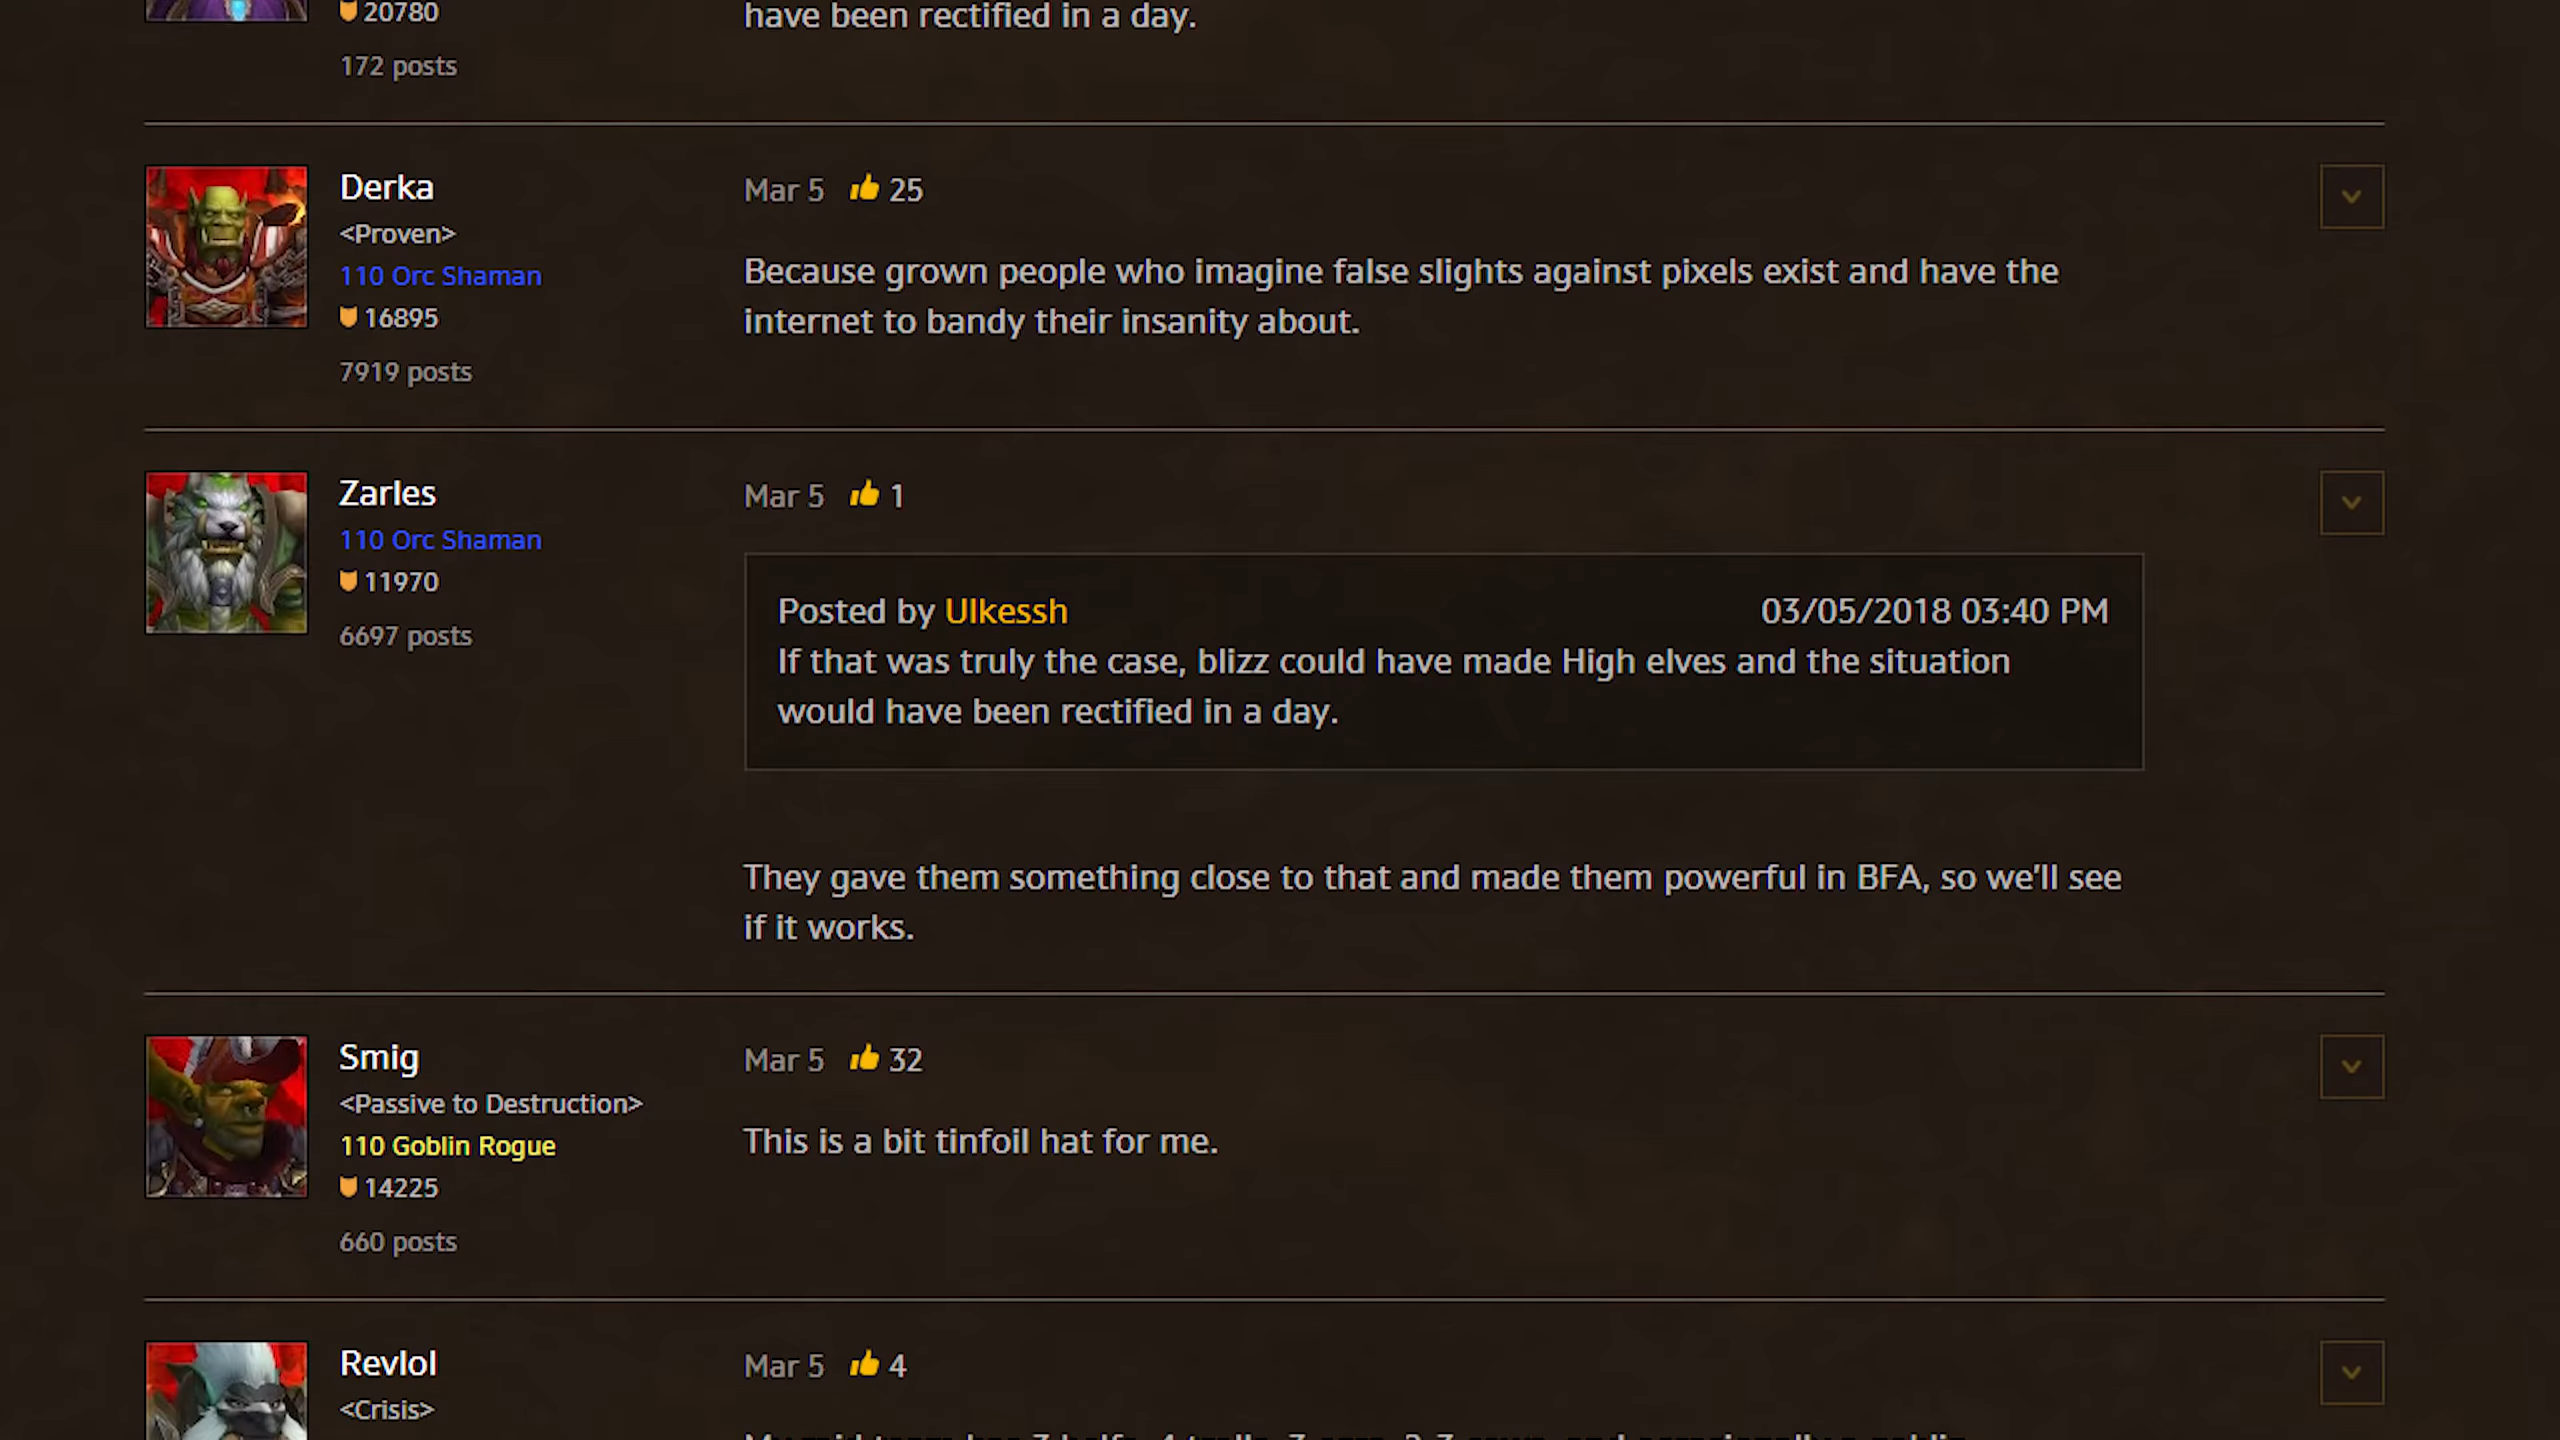 20780
have been rectified in a day.
172 posts
Derka
<Proven>
110 Orc Shaman
16895
7919 posts
Mar 5 25
Because grown people who imagine false slights against pixels exist and have the
internet to bandy their insanity about.
Zarles
110 Orc Shaman
11970
6697 posts
Mar 5 1
Posted by Ulkessh 03/05/2018 03:40 PM
If that was truly the case, blizz could have made High elves and the situation
would have been rectified in a day.
They gave them something close to that and made them powerful in BFA, so we'll see
if it works.
Smig
<Passive to Destruction>
110 Goblin Rogue
14225
660 posts
Mar 5 32
This is a bit tinfoil hat for me.
Revlol
<Crisis>
Mar 5 4